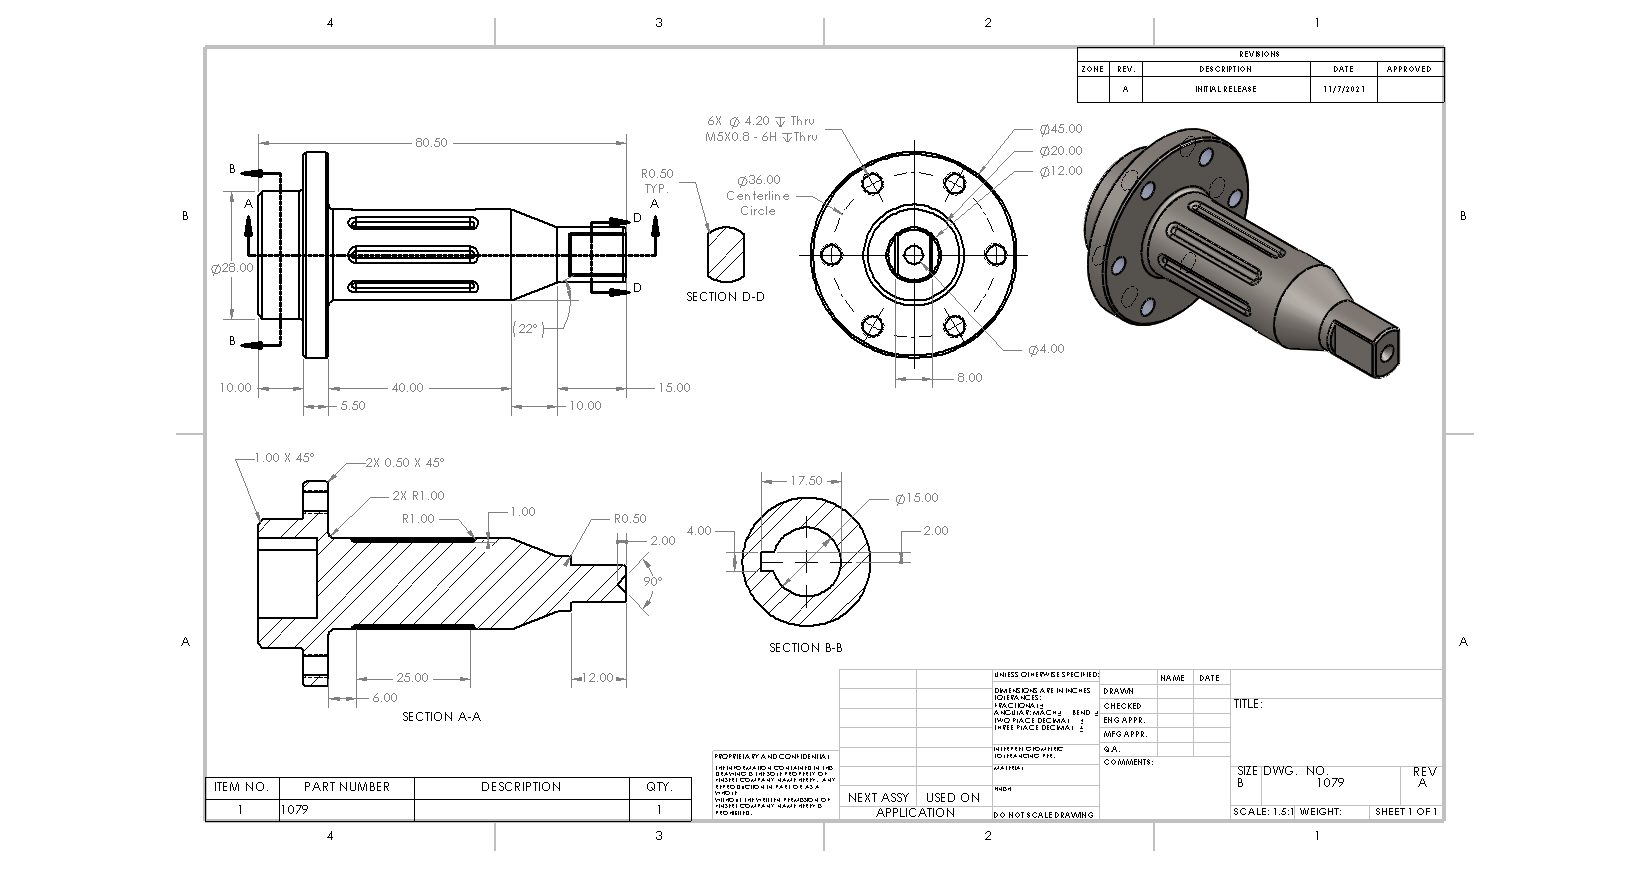 4 3 2 1
REVISIONS
ZONE REV. DESCRIPTION DATE APPROVED
A INITIAL RELEASE 11/7/2021
6X ⌀ 4.20 ↧ Thru
M5X0.8 - 6H ↧ Thru
⌀45.00
⌀20.00
⌀12.00
80.50
R0.50
TYP.
⌀36.00
Centerline
Circle
B
A
D
A
B B
⌀28.00
D
B
SECTION D-D
(22°)
⌀4.00
8.00
10.00 40.00 15.00
5.50 10.00
1.00 X 45°
2X 0.50 X 45°
2X R1.00
R1.00
1.00
R0.50
2.00
90°
17.50
⌀15.00
4.00
2.00
A A
SECTION B-B
25.00 12.00
6.00
SECTION A-A
UNLESS OTHERWISE SPECIFIED:
DIMENSIONS ARE IN INCHES
TOLERANCES:
FRACTIONAL±
ANGULAR: MACH± BEND ±
TWO PLACE DECIMAL ±
THREE PLACE DECIMAL ±
INTERPRET GEOMETRIC
TOLERANCING PER:
MATERIAL
FINISH
DO NOT SCALE DRAWING
NAME DATE
DRAWN
CHECKED
ENG APPR.
MFG APPR.
Q.A.
COMMENTS:
TITLE:
SIZE DWG. NO. REV
B 1079 A
SCALE: 1.5:1 WEIGHT: SHEET 1 OF 1
PROPRIETARY AND CONFIDENTIAL
THE INFORMATION CONTAINED IN THIS
DRAWING IS THE SOLE PROPERTY OF
<INSERT COMPANY NAME HERE>. ANY
REPRODUCTION IN PART OR AS A
WHOLE
WITHOUT THE WRITTEN PERMISSION OF
<INSERT COMPANY NAME HERE> IS
PROHIBITED.
NEXT ASSY USED ON
APPLICATION
ITEM NO. PART NUMBER DESCRIPTION QTY.
1 1079 1
4 3 2 1